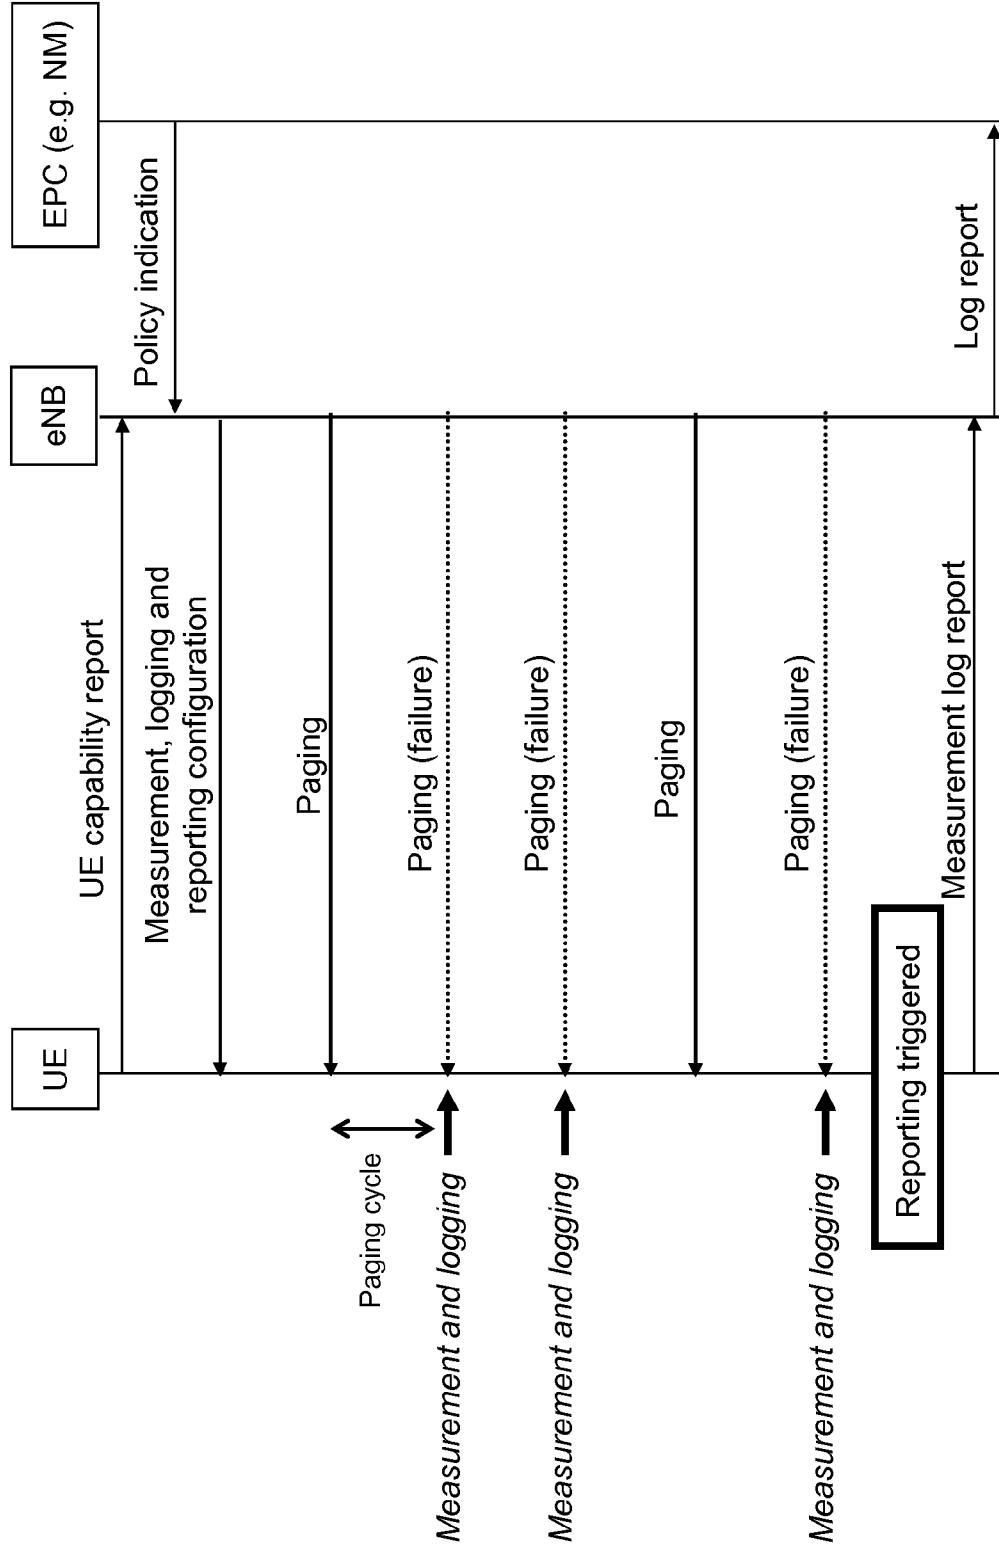 UE
eNB
EPC (e.g. NM)
UE capability report
Policy indication
Measurement, logging and
reporting configuration
Paging
Paging cycle
Paging (failure)
Measurement and logging
Paging (failure)
Measurement and logging
Paging
Paging (failure)
Measurement and logging
Reporting triggered
Measurement log report
Log report